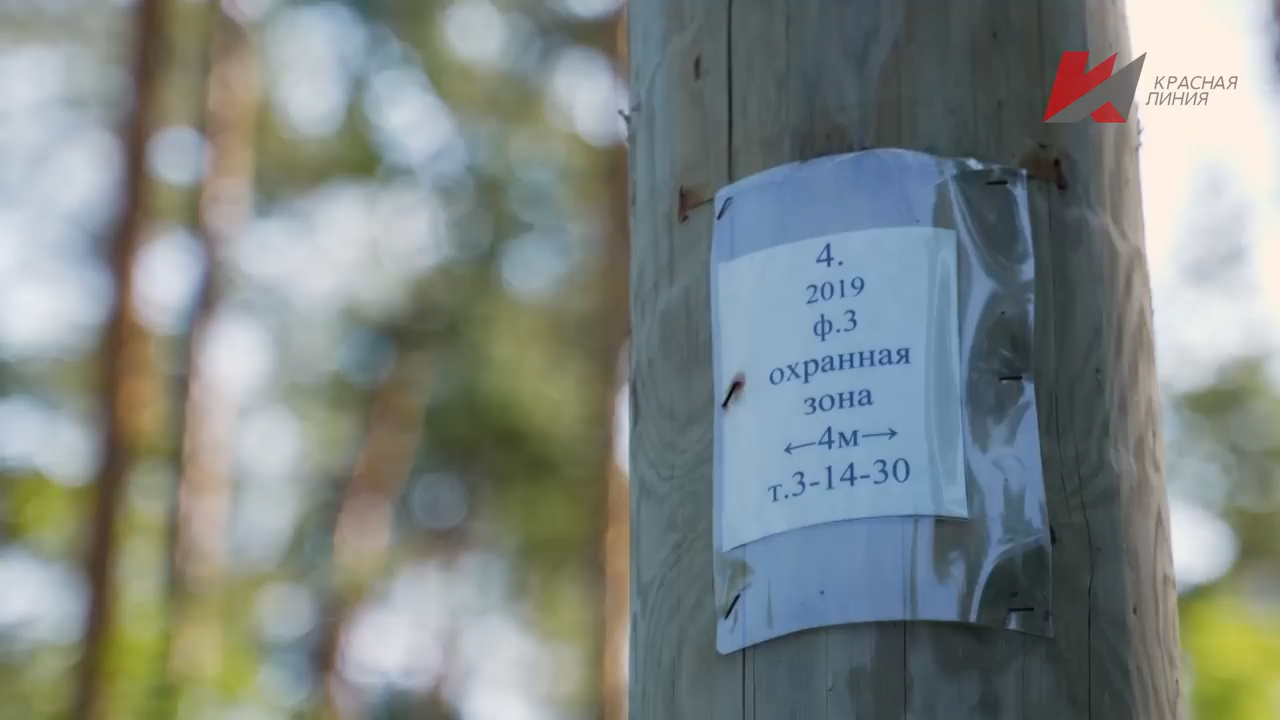 КРАСНАЯ
ЛИНИЯ
4.
2019
ф.3
охранная
зона
←4м→
т.3-14-30